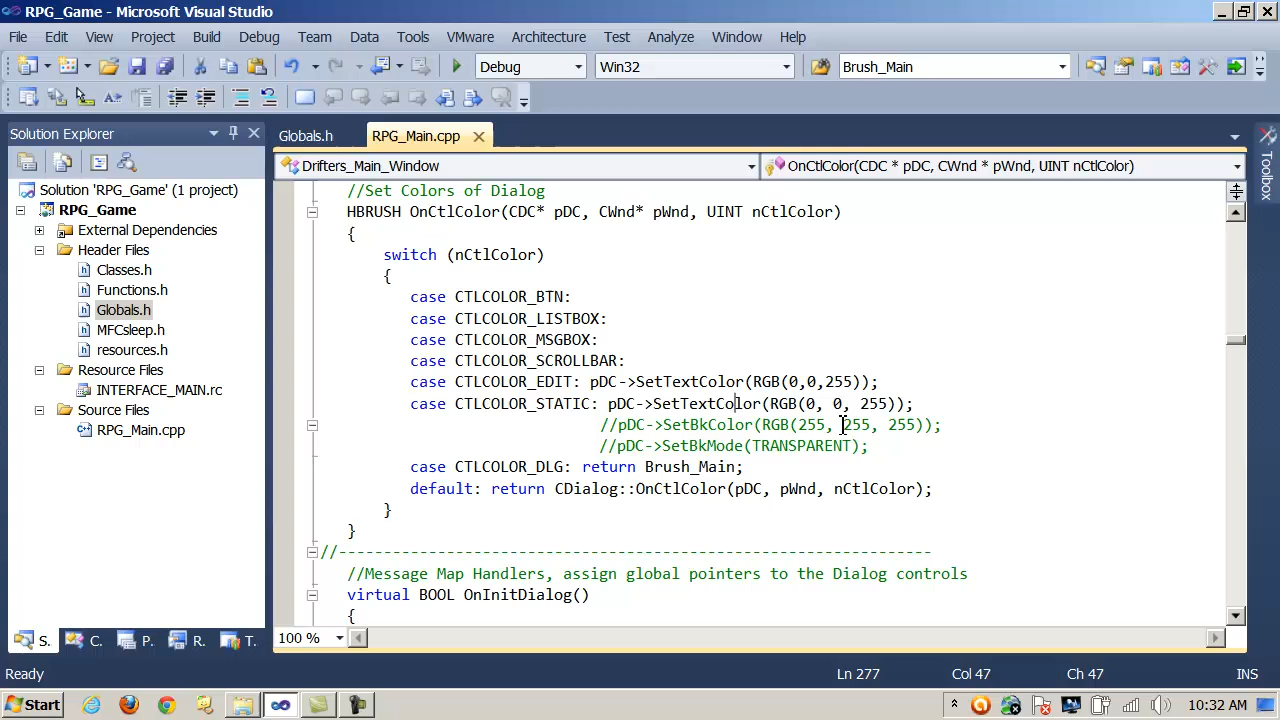 RPG_Game - Microsoft Visual Studio
File Edit View Project Build Debug Team Data Tools VMware Architecture Test Analyze Window Help
Debug Win32 Brush_Main
Solution Explorer
Globals.h RPG_Main.cpp
Drifters_Main_Window OnCtlColor(CDC * pDC, CWnd * pWnd, UINT nCtlColor)
Solution 'RPG_Game' (1 project)
RPG_Game
External Dependencies
Header Files
Classes.h
Functions.h
Globals.h
MFCsleep.h
resources.h
Resource Files
INTERFACE_MAIN.rc
Source Files
RPG_Main.cpp
//Set Colors of Dialog
HBRUSH OnCtlColor(CDC* pDC, CWnd* pWnd, UINT nCtlColor)
{
switch (nCtlColor)
{
case CTLCOLOR_BTN:
case CTLCOLOR_LISTBOX:
case CTLCOLOR_MSGBOX:
case CTLCOLOR_SCROLLBAR:
case CTLCOLOR_EDIT: pDC->SetTextColor(RGB(0,0,255));
case CTLCOLOR_STATIC: pDC->SetTextColor(RGB(0, 0, 255));
//pDC->SetBkColor(RGB(255, 255, 255));
//pDC->SetBkMode(TRANSPARENT);
case CTLCOLOR_DLG: return Brush_Main;
default: return CDialog::OnCtlColor(pDC, pWnd, nCtlColor);
}
}
//-----------------------------------------------------------------
//Message Map Handlers, assign global pointers to the Dialog controls
virtual BOOL OnInitDialog()
{
Toolbox
S. C. P. R. T.
100 %
Ready Ln 277 Col 47 Ch 47 INS
Start 10:32 AM